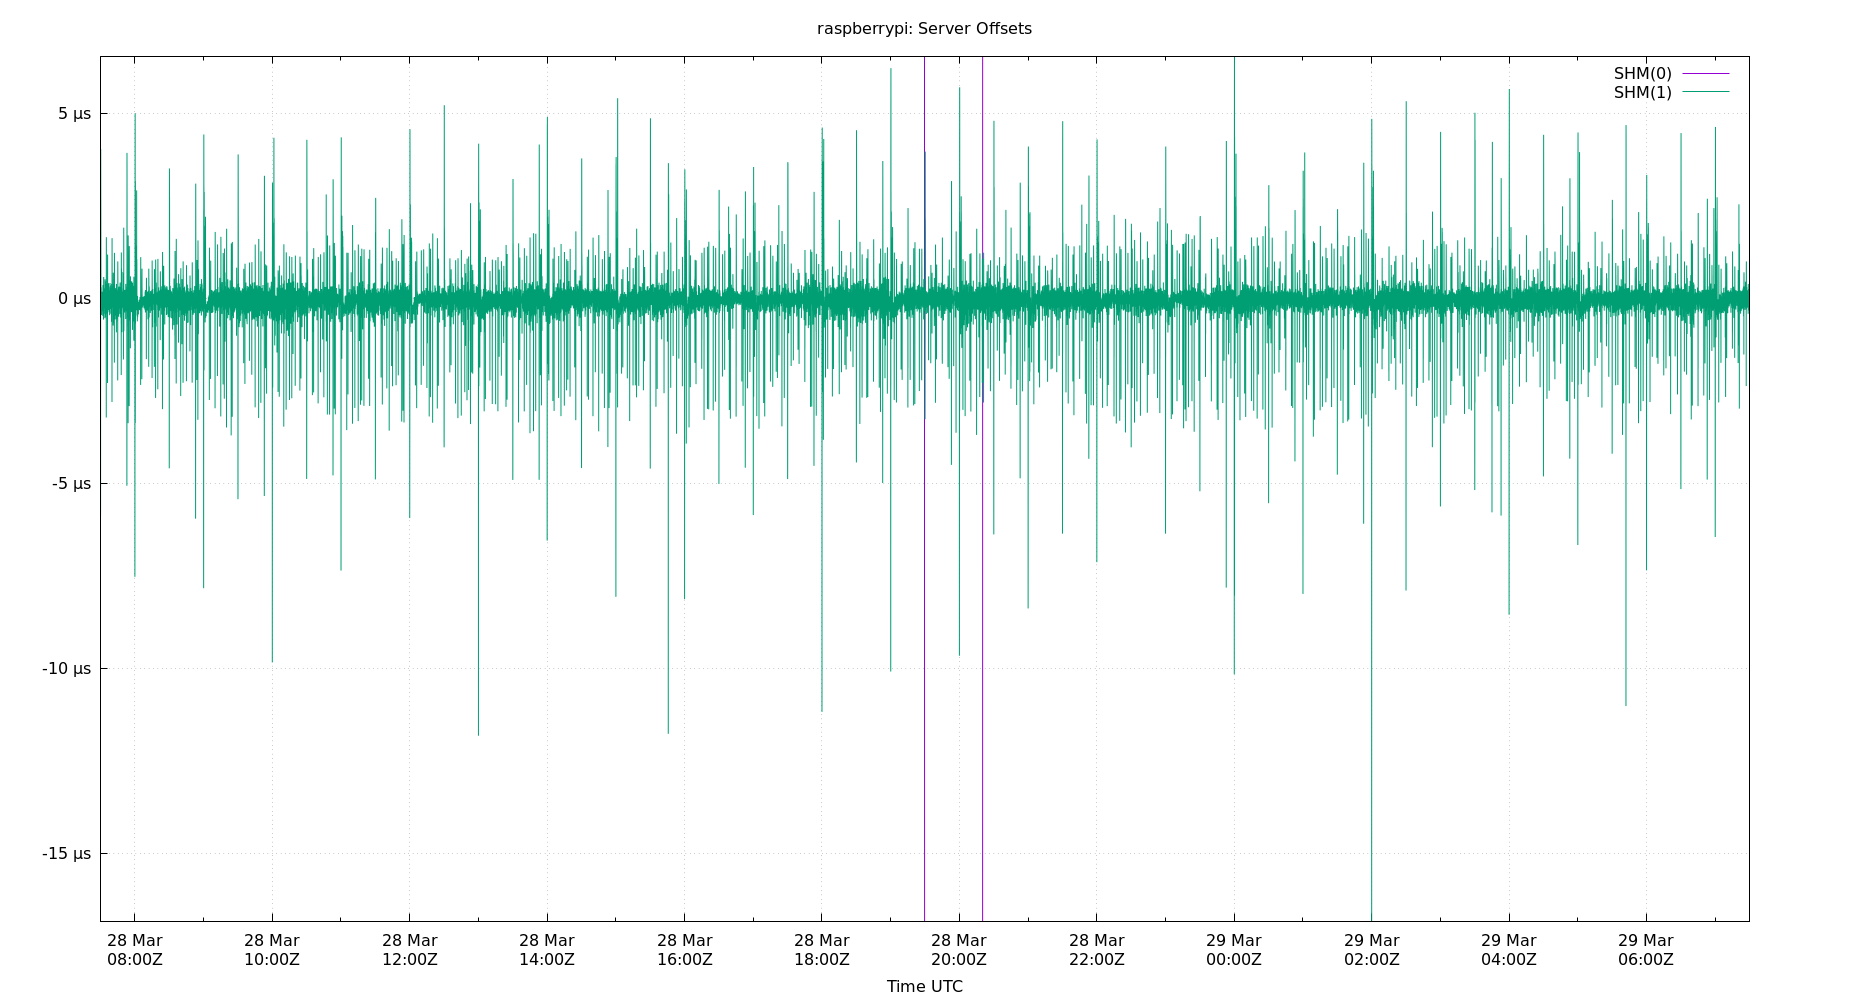 raspberrypi: Server Offsets
SHM(0)
SHM(1)
5 µs
0 µs
-5 µs
-10 µs
-15 µs
28 Mar 28 Mar 28 Mar 28 Mar 28 Mar 28 Mar 28 Mar 28 Mar 29 Mar 29 Mar 29 Mar 29 Mar
08:00Z 10:00Z 12:00Z 14:00Z 16:00Z 18:00Z 20:00Z 22:00Z 00:00Z 02:00Z 04:00Z 06:00Z
Time UTC